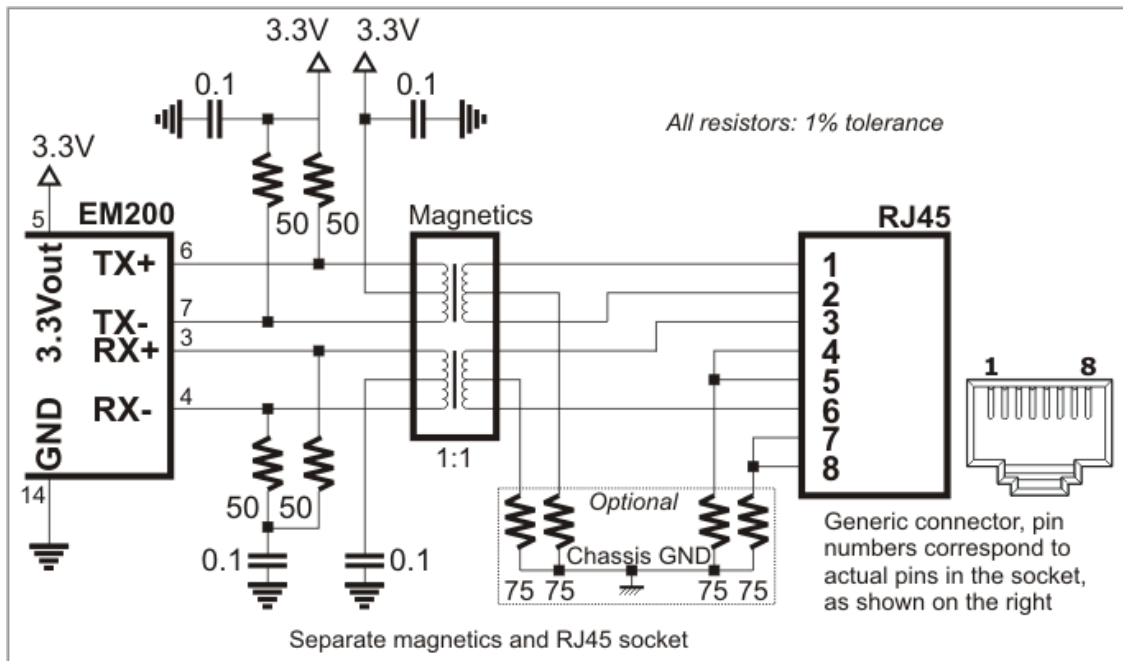 3.3V 3.3V
0.1 0.1
All resistors: 1% tolerance
3.3V
5 EM200
50 50
Magnetics
RJ45
3.3Vout
GND
TX+ 6
TX- 7
RX+ 3
RX- 4
14
1:1
1
2
3
4
5
6
7
8
1 8
50 50
0.1 0.1
Optional
Chassis GND
75 75 75 75
Generic connector, pin
numbers correspond to
actual pins in the socket,
as shown on the right
Separate magnetics and RJ45 socket